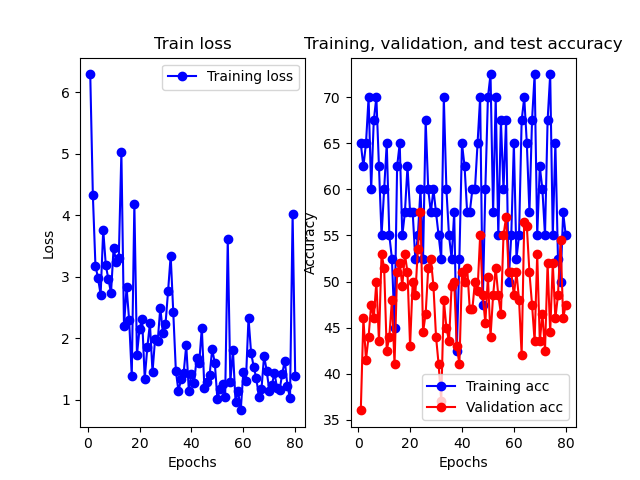 Train loss
Training, validation, and test accuracy
Training loss
Loss
6
5
4
3
2
1
0
20
40
60
80
Epochs
Accuracy
70
65
60
55
50
45
40
35
Training acc
Validation acc
0
20
40
60
80
Epochs